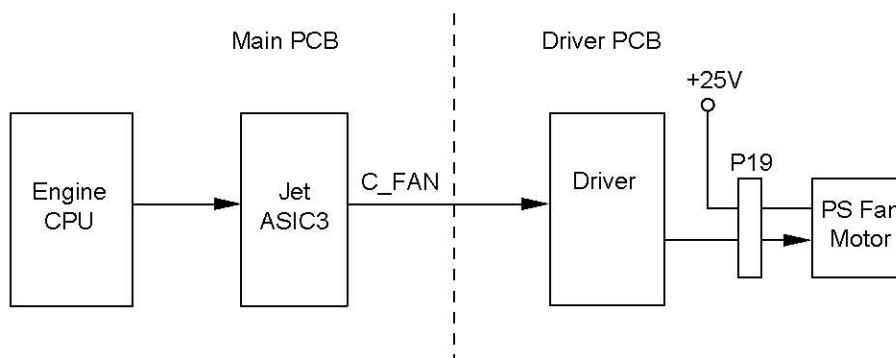 Main PCB
Driver PCB
+25V
P19
Engine
CPU
Jet
ASIC3
C_FAN
Driver
PS Fan
Motor